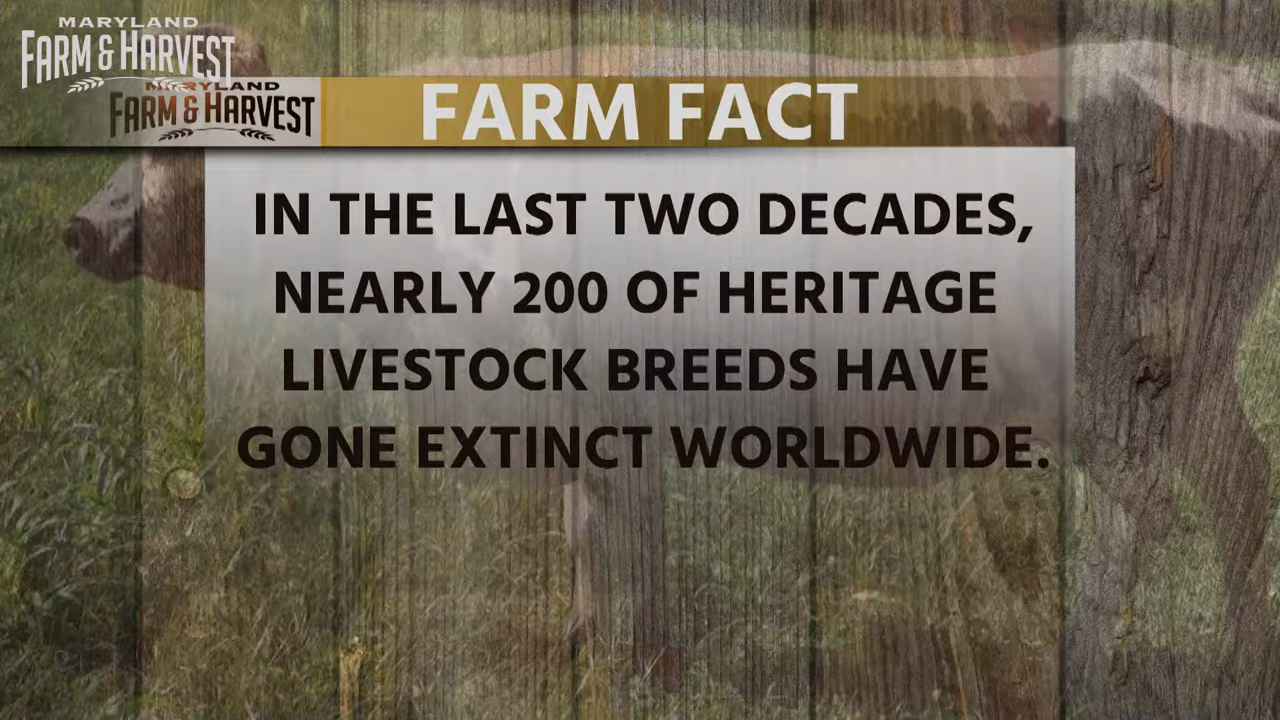 MARYLAND
FARM & HARVEST
MARYLAND
FARM & HARVEST
FARM FACT
IN THE LAST TWO DECADES,
NEARLY 200 OF HERITAGE
LIVESTOCK BREEDS HAVE
GONE EXTINCT WORLDWIDE.